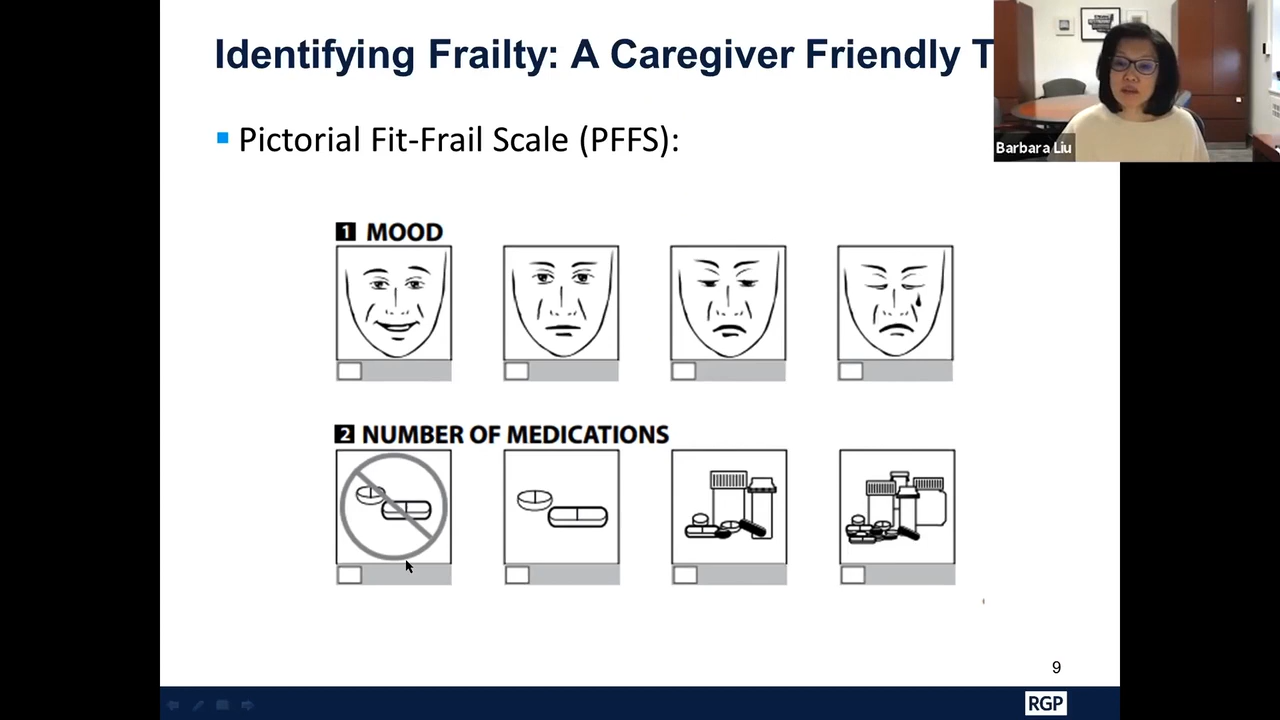 Identifying Frailty: A Caregiver Friendly T
Barbara Liu
Pictorial Fit-Frail Scale (PFFS):
1 MOOD
2 NUMBER OF MEDICATIONS
9
RGP